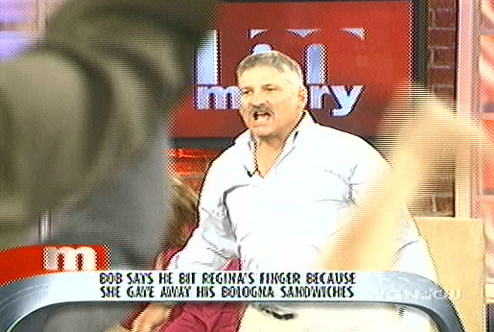 m
maury
m
BOB SAYS HE BIT REGINA'S FINGER BECAUSE
SHE GAVE AWAY HIS BOLOGNA SANDWICHES